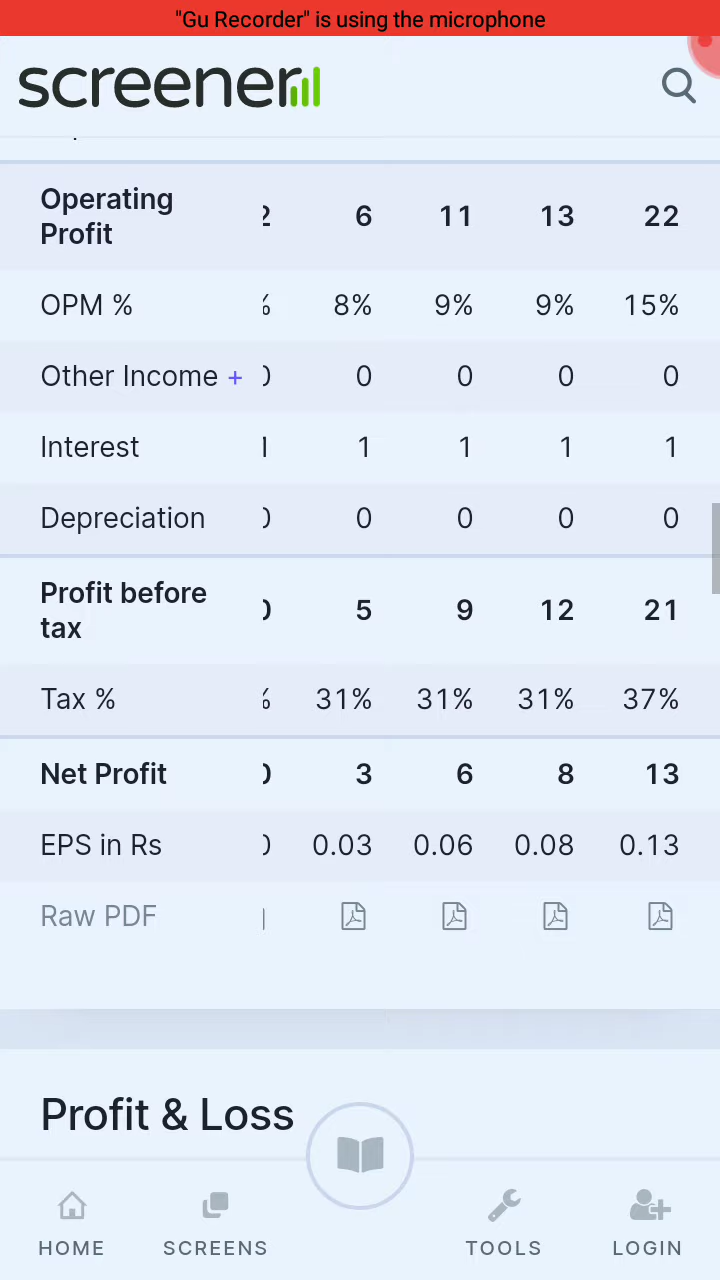 "Gu Recorder" is using the microphone
screener
Operating Profit 6 11 13 22
OPM % 8% 9% 9% 15%
Other Income + 0 0 0 0
Interest 1 1 1 1
Depreciation 0 0 0 0
Profit before tax 5 9 12 21
Tax % 31% 31% 31% 37%
Net Profit 3 6 8 13
EPS in Rs 0.03 0.06 0.08 0.13
Raw PDF
Profit & Loss
HOME SCREENS TOOLS LOGIN